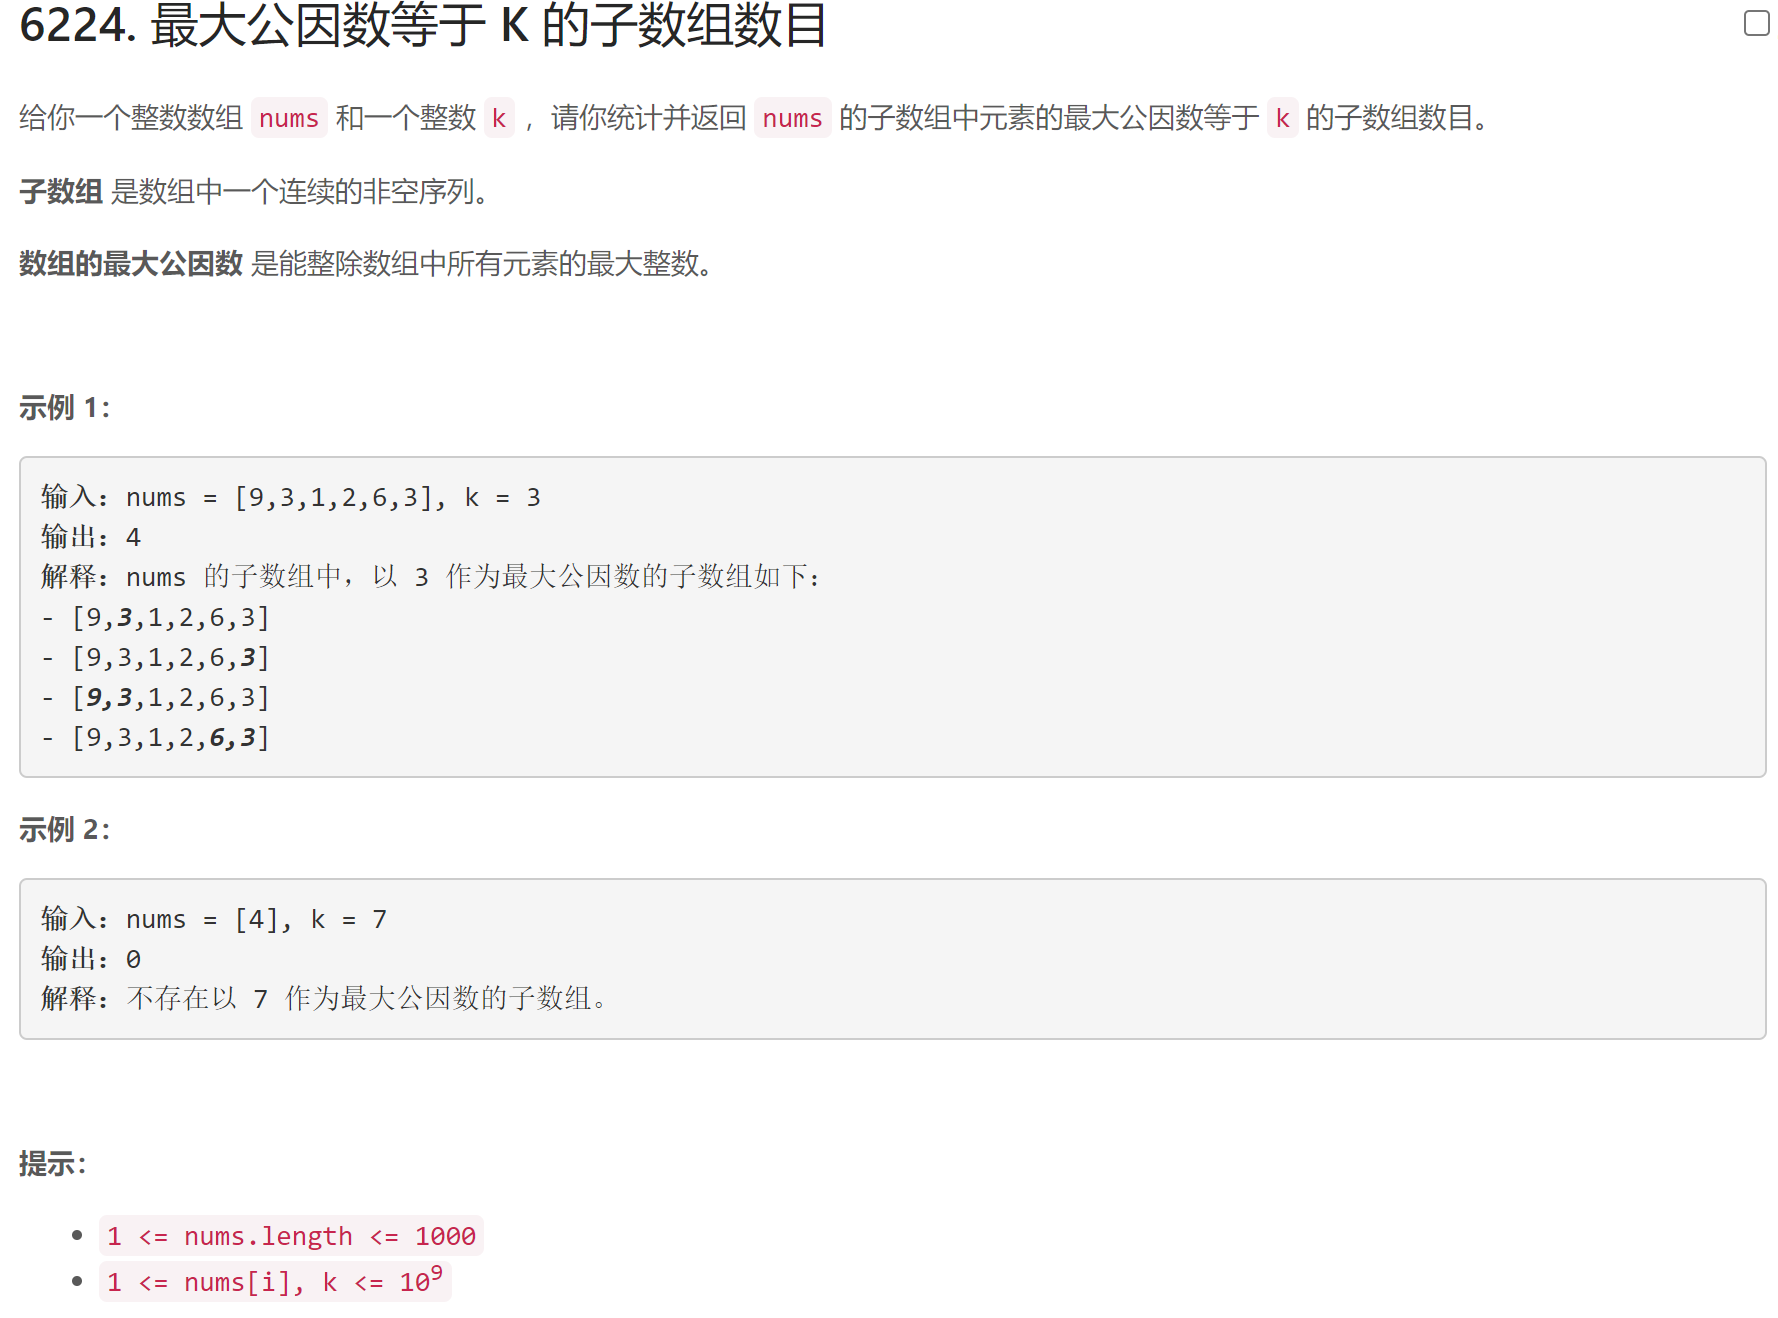 6224. 最大公因数等于 K 的子数组数目
给你一个整数数组 nums 和一个整数 k ，请你统计并返回 nums 的子数组中元素的最大公因数等于 k 的子数组数目。
子数组 是数组中一个连续的非空序列。
数组的最大公因数 是能整除数组中所有元素的最大整数。
示例 1：
输入：nums = [9,3,1,2,6,3], k = 3
输出：4
解释：nums 的子数组中，以 3 作为最大公因数的子数组如下：
- [9,3,1,2,6,3]
- [9,3,1,2,6,3]
- [9,3,1,2,6,3]
- [9,3,1,2,6,3]
示例 2：
输入：nums = [4], k = 7
输出：0
解释：不存在以 7 作为最大公因数的子数组。
提示：
1 <= nums.length <= 1000
1 <= nums[i], k <= 10⁹